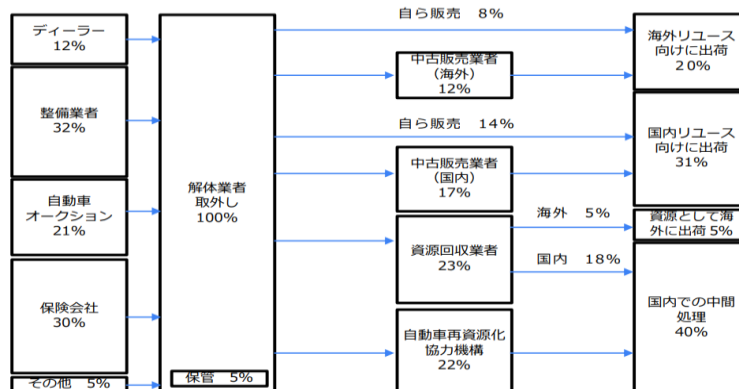 ディーラー
12%
整備業者
32%
自動車
オークション
21%
保険会社
30%
その他 5%
解体業者
取外し
100%
保管 5%
自ら販売 8%
中古販売業者
(海外)
12%
自ら販売 14%
中古販売業者
(国内)
17%
資源回収業者
23%
海外 5%
国内 18%
自動車再資源化
協力機構
22%
海外リユース
向けに出荷
20%
国内リユース
向けに出荷
31%
資源として海
外に出荷 5%
国内での中間
処理
40%